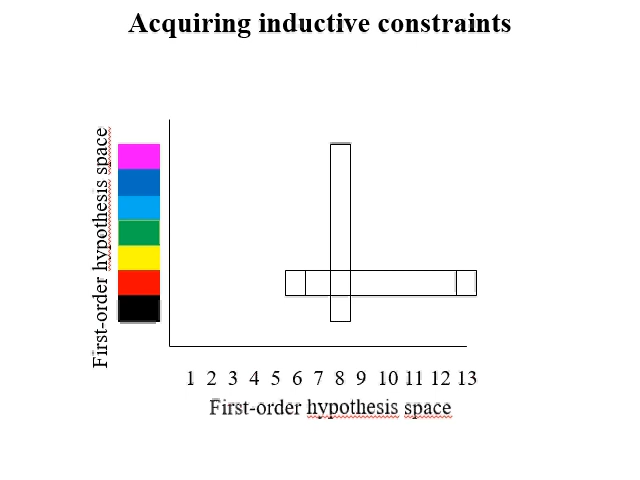 Acquiring inductive constraints
First-order hypothesis space
1 2 3 4 5 6 7 8 9 10 11 12 13
First-order hypothesis space